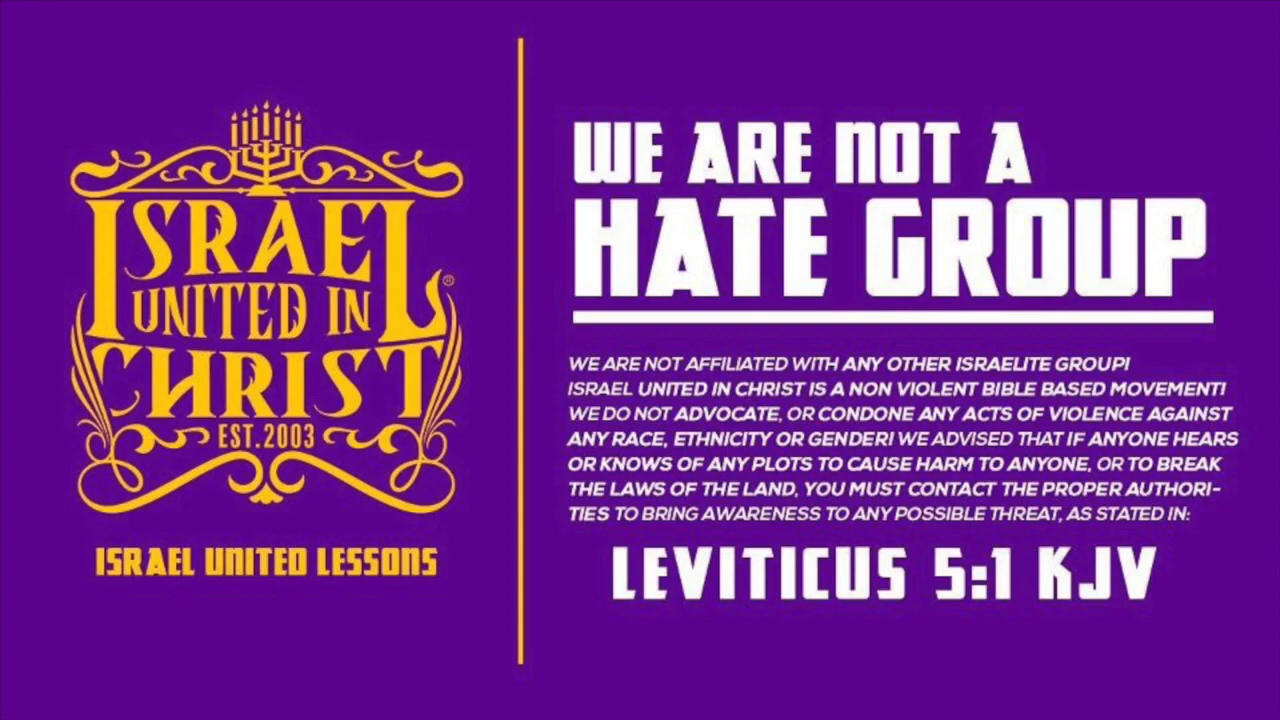 ISRAEL
UNITED IN
CHRIST
EST.2003
ISRAEL UNITED LESSONS
WE ARE NOT A
HATE GROUP
WE ARE NOT AFFILIATED WITH ANY OTHER ISRAELITE GROUP!
ISRAEL UNITED IN CHRIST IS A NON VIOLENT BIBLE BASED MOVEMENT!
WE DO NOT ADVOCATE, OR CONDONE ANY ACTS OF VIOLENCE AGAINST
ANY RACE, ETHNICITY OR GENDER! WE ADVISED THAT IF ANYONE HEARS
OR KNOWS OF ANY PLOTS TO CAUSE HARM TO ANYONE, OR TO BREAK
THE LAWS OF THE LAND, YOU MUST CONTACT THE PROPER AUTHORI-
TIES TO BRING AWARENESS TO ANY POSSIBLE THREAT, AS STATED IN:
LEVITICUS 5:1 KJV